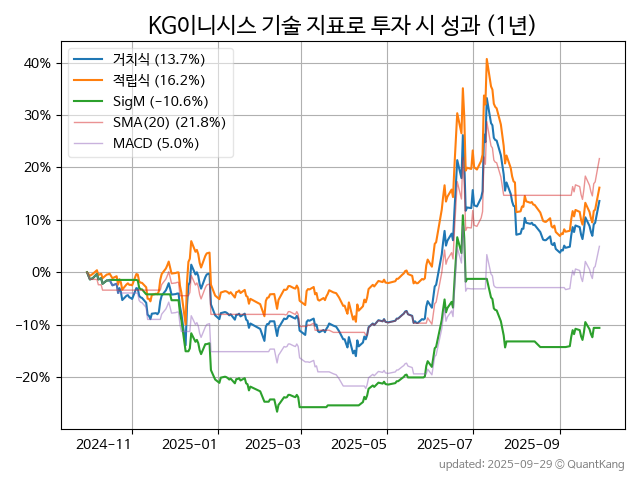 KG이니시스 기술 지표로 투자 시 성과 (1년)
거치식 (13.7%)
적립식 (16.2%)
SigM (-10.6%)
SMA(20) (21.8%)
MACD (5.0%)
40%
30%
20%
10%
0%
-10%
-20%
2024-11 2025-01 2025-03 2025-05 2025-07 2025-09
updated: 2025-09-29 © QuantKang